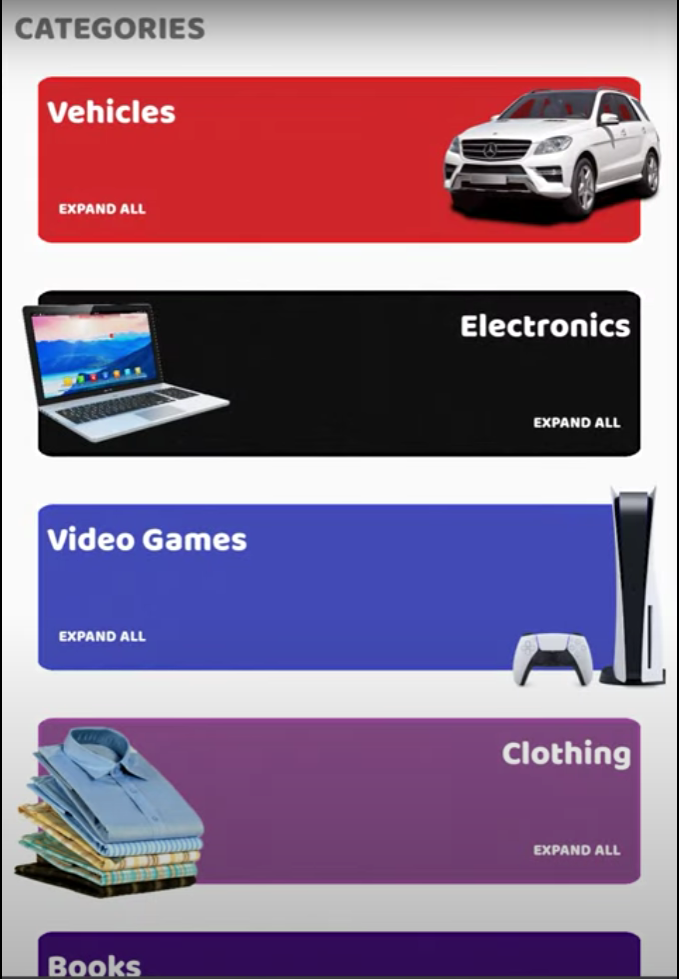 CATEGORIES
Vehicles
EXPAND ALL
Electronics
EXPAND ALL
Video Games
EXPAND ALL
Clothing
EXPAND ALL
Books